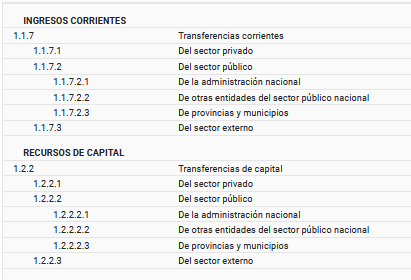 INGRESOS CORRIENTES
1.1.7 Transferencias corrientes
1.1.7.1 Del sector privado
1.1.7.2 Del sector público
1.1.7.2.1 De la administración nacional
1.1.7.2.2 De otras entidades del sector público nacional
1.1.7.2.3 De provincias y municipios
1.1.7.3 Del sector externo
RECURSOS DE CAPITAL
1.2.2 Transferencias de capital
1.2.2.1 Del sector privado
1.2.2.2 Del sector público
1.2.2.2.1 De la administración nacional
1.2.2.2.2 De otras entidades del sector público nacional
1.2.2.2.3 De provincias y municipios
1.2.2.3 Del sector externo